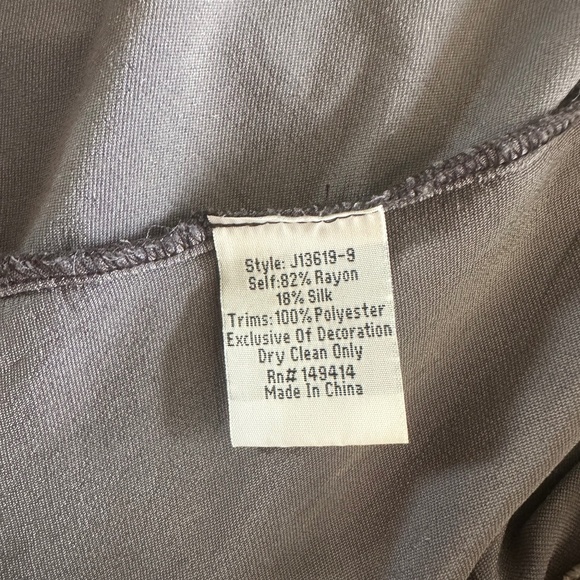 Style: J13619-9
Self:82% Rayon
18% Silk
Trims:100% Polyester
Exclusive Of Decoration
Dry Clean Only
Rn# 149414
Made In China